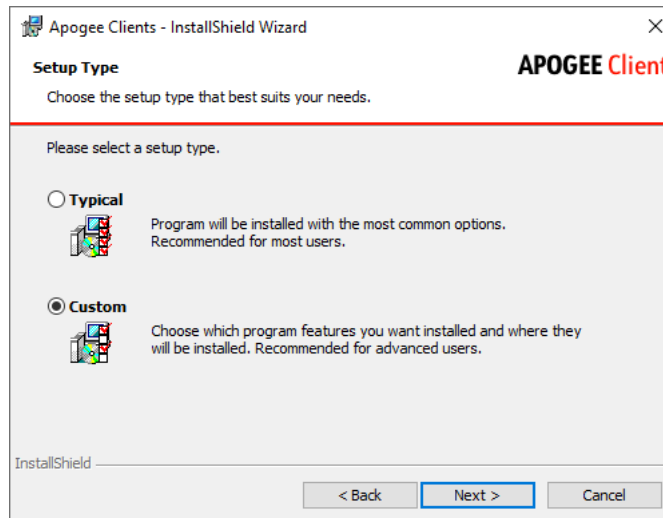 Apogee Clients - InstallShield Wizard
Setup Type
APOGEE Client
Choose the setup type that best suits your needs.
Please select a setup type.
Typical
Program will be installed with the most common options.
Recommended for most users.
Custom
Choose which program features you want installed and where they
will be installed. Recommended for advanced users.
InstallShield
< Back
Next >
Cancel